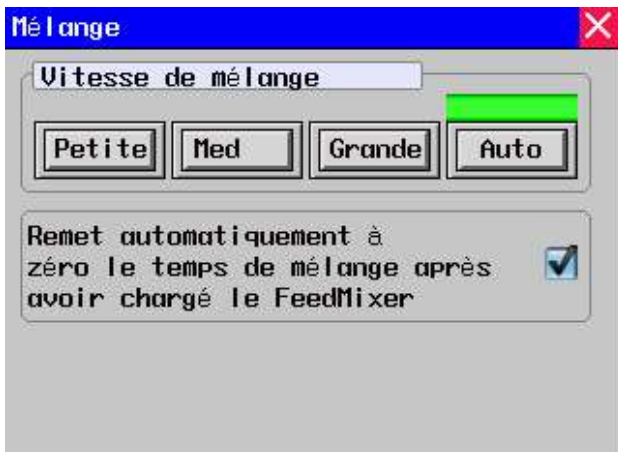 Mélange
Vitesse de mélange
Petite Med Grande Auto
Remet automatiquement à
zéro le temps de mélange après
avoir chargé le FeedMixer